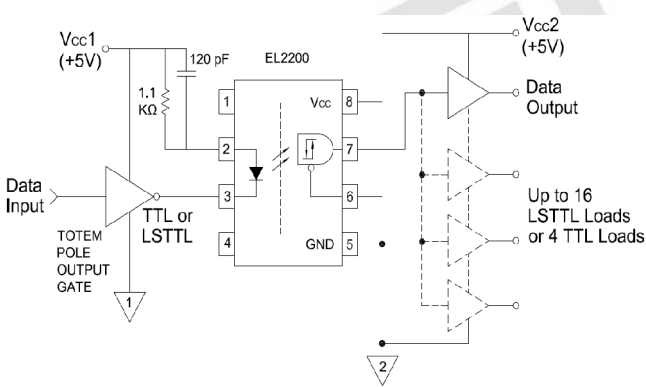 Vcc1
(+5V)
120 pF
1.1
KΩ
EL2200
1
2
3
4
Vcc 8
7
6
GND 5
Data
Input
TOTEM
POLE
OUTPUT
GATE
TTL or
LSTTL
1
Vcc2
(+5V)
Data
Output
Up to 16
LSTTL Loads
or 4 TTL Loads
2